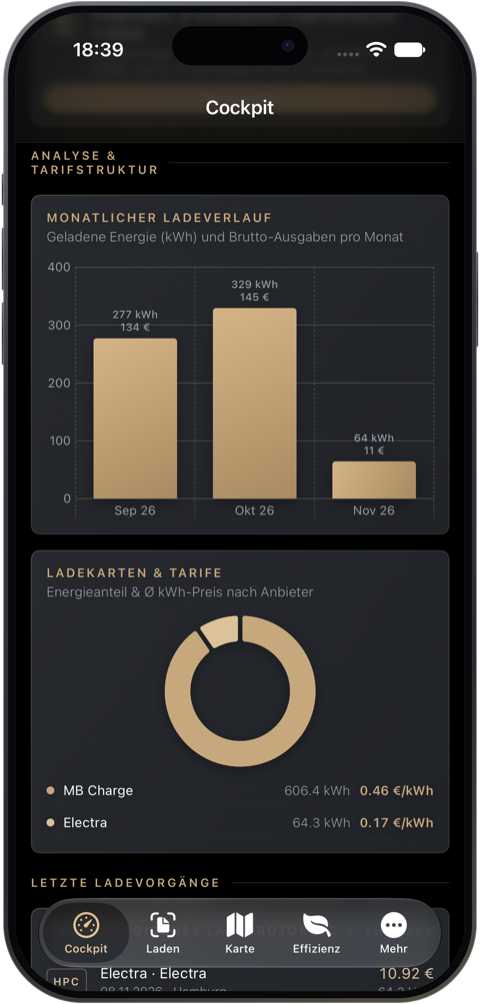 18:39
Cockpit
ANALYSE &
TARIFSTRUKTUR
MONATLICHER LADEVERLAUF
Geladene Energie (kWh) und Brutto-Ausgaben pro Monat
400
329 kWh
145 €
277 kWh
134 €
300
200
64 kWh
11 €
100
0
Sep 26 Okt 26 Nov 26
LADEKARTEN & TARIFE
Energieanteil & Ø kWh-Preis nach Anbieter
MB Charge 606.4 kWh 0.46 €/kWh
Electra 64.3 kWh 0.17 €/kWh
LETZTE LADEVORGÄNGE
Cockpit Laden Karte Effizienz Mehr
HPC Electra · Electra 10.92 €